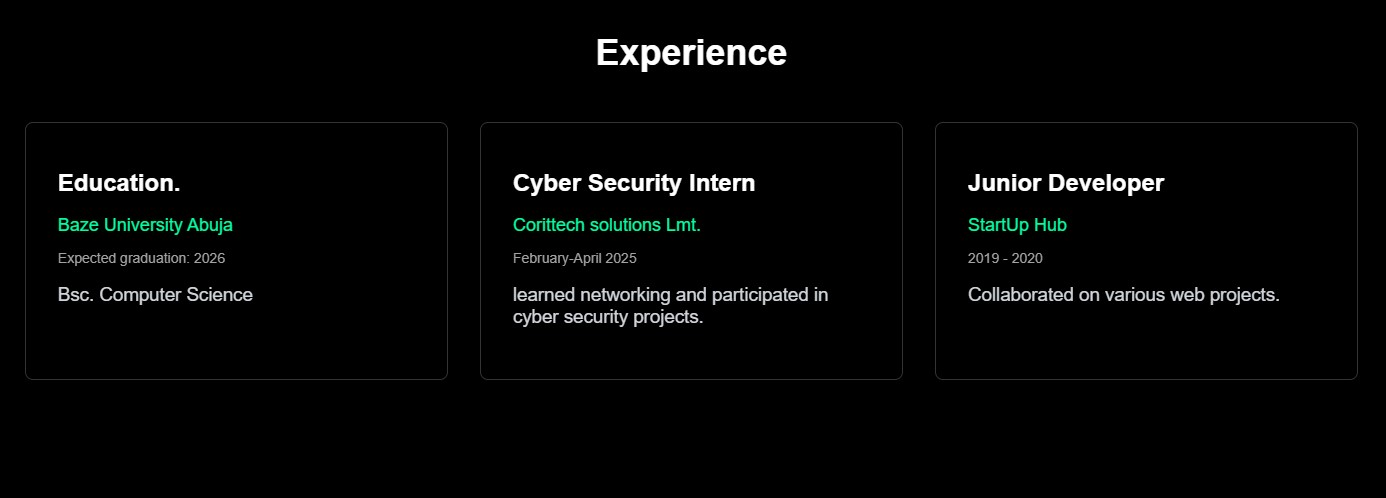 Experience
Education.
Baze University Abuja
Expected graduation: 2026
Bsc. Computer Science
Cyber Security Intern
Corittech solutions Lmt.
February-April 2025
learned networking and participated in
cyber security projects.
Junior Developer
StartUp Hub
2019 - 2020
Collaborated on various web projects.